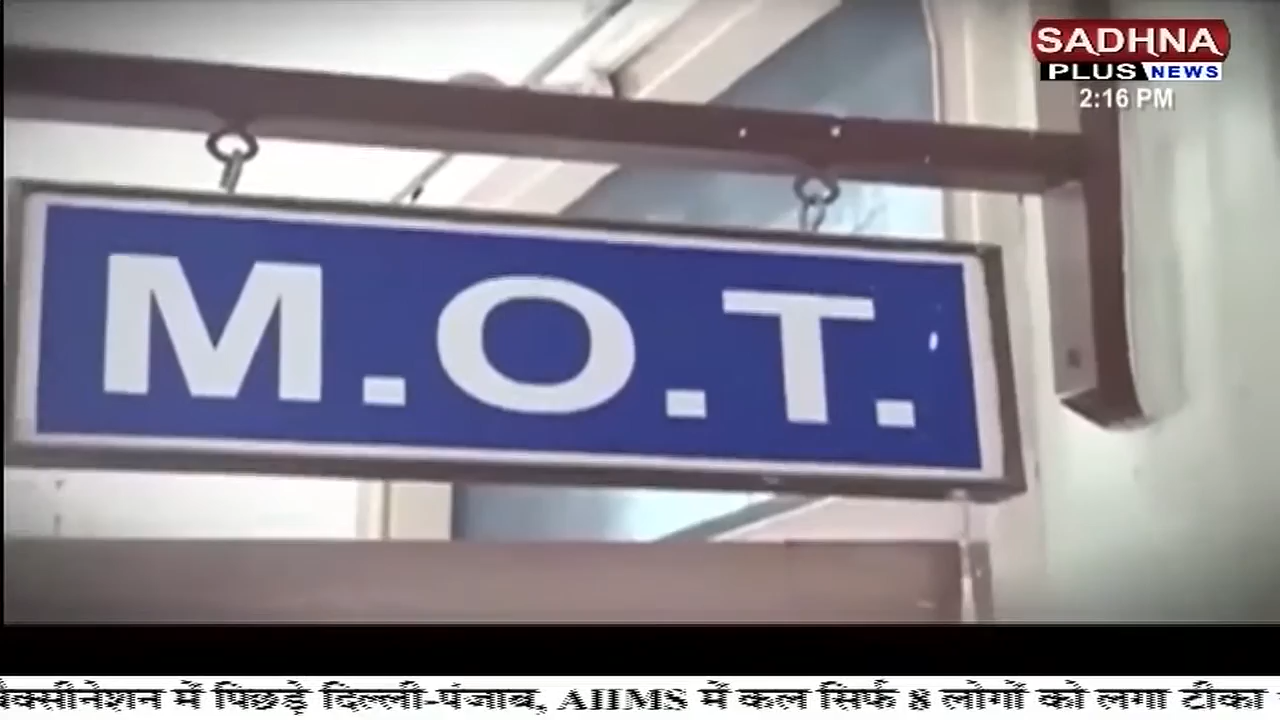 SADHNA
PLUS NEWS
2:16 PM
M.O.T.
वैक्सीनेशन में पिछड़े दिल्ली-पंजाब, AIIMS में कल सिर्फ 8 लोगों को लगा टीका